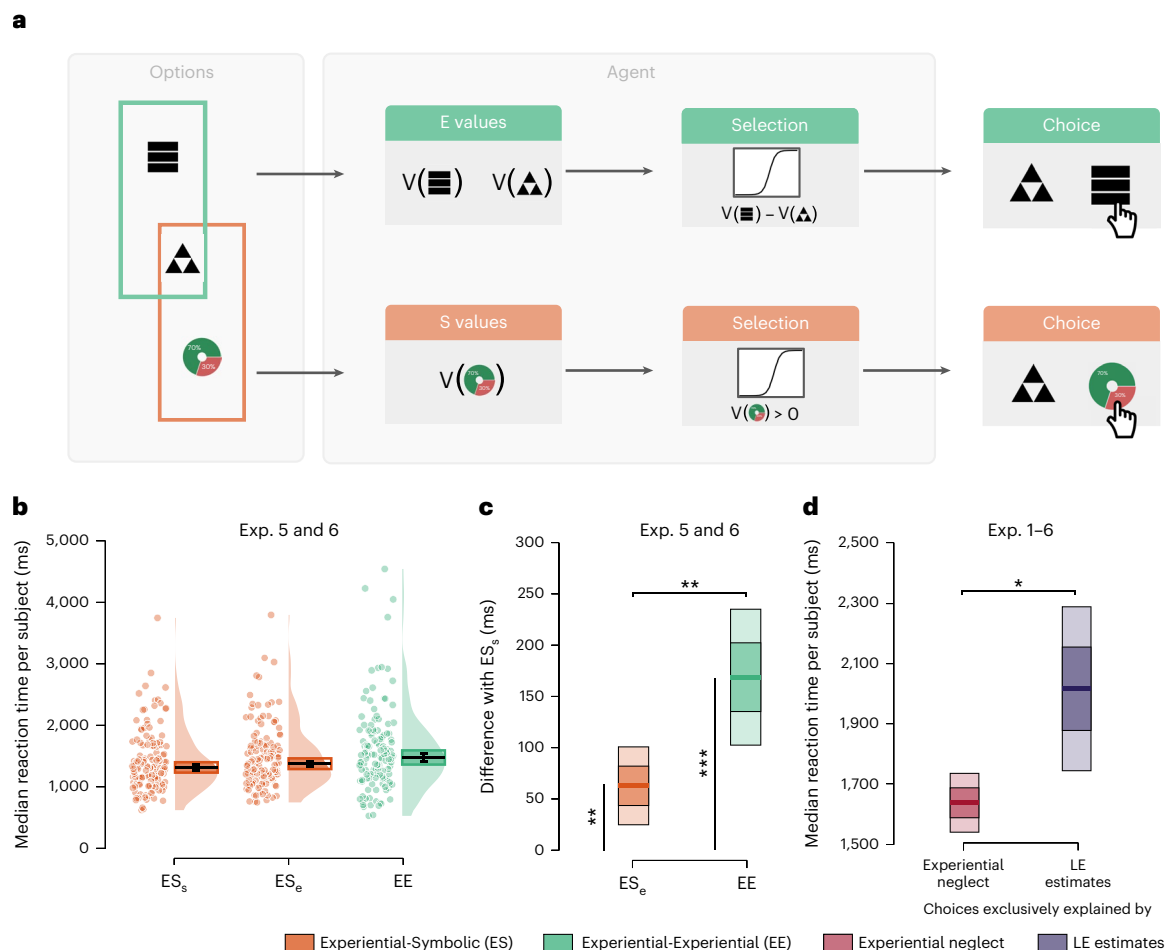 a
Options
Agent
E values
Selection
Choice
V( ) V( )
V( ) – V( )
S values
Selection
Choice
70%
30%
V( 70% 30% )
V( ) > 0
70%
30%
b
Exp. 5 and 6
Median reaction time per subject (ms)
5,000
4,000
3,000
2,000
1,000
0
ESs
ESe
EE
c
Exp. 5 and 6
Difference with ESs (ms)
300
250
200
150
100
50
0
**
**
***
ESe
EE
d
Exp. 1–6
Median reaction time per subject (ms)
2,500
2,300
2,100
1,900
1,700
1,500
*
Experiential
neglect
LE
estimates
Choices exclusively explained by
Experiential-Symbolic (ES)
Experiential-Experiential (EE)
Experiential neglect
LE estimates